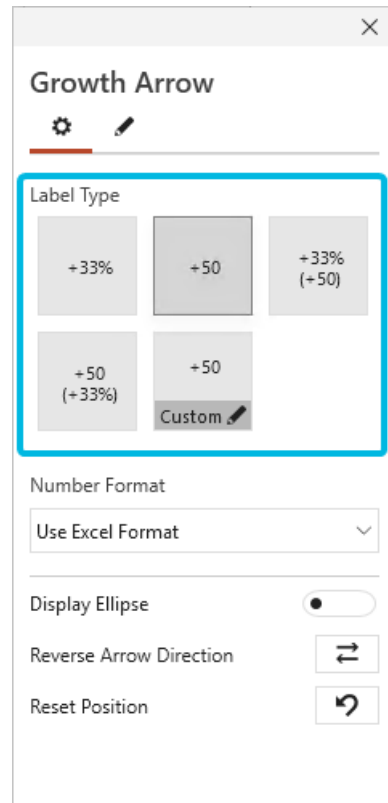 Growth Arrow
Label Type
+33%
+50
+33%
(+50)
+50
(+33%)
+50
Custom
Number Format
Use Excel Format
Display Ellipse
Reverse Arrow Direction
Reset Position